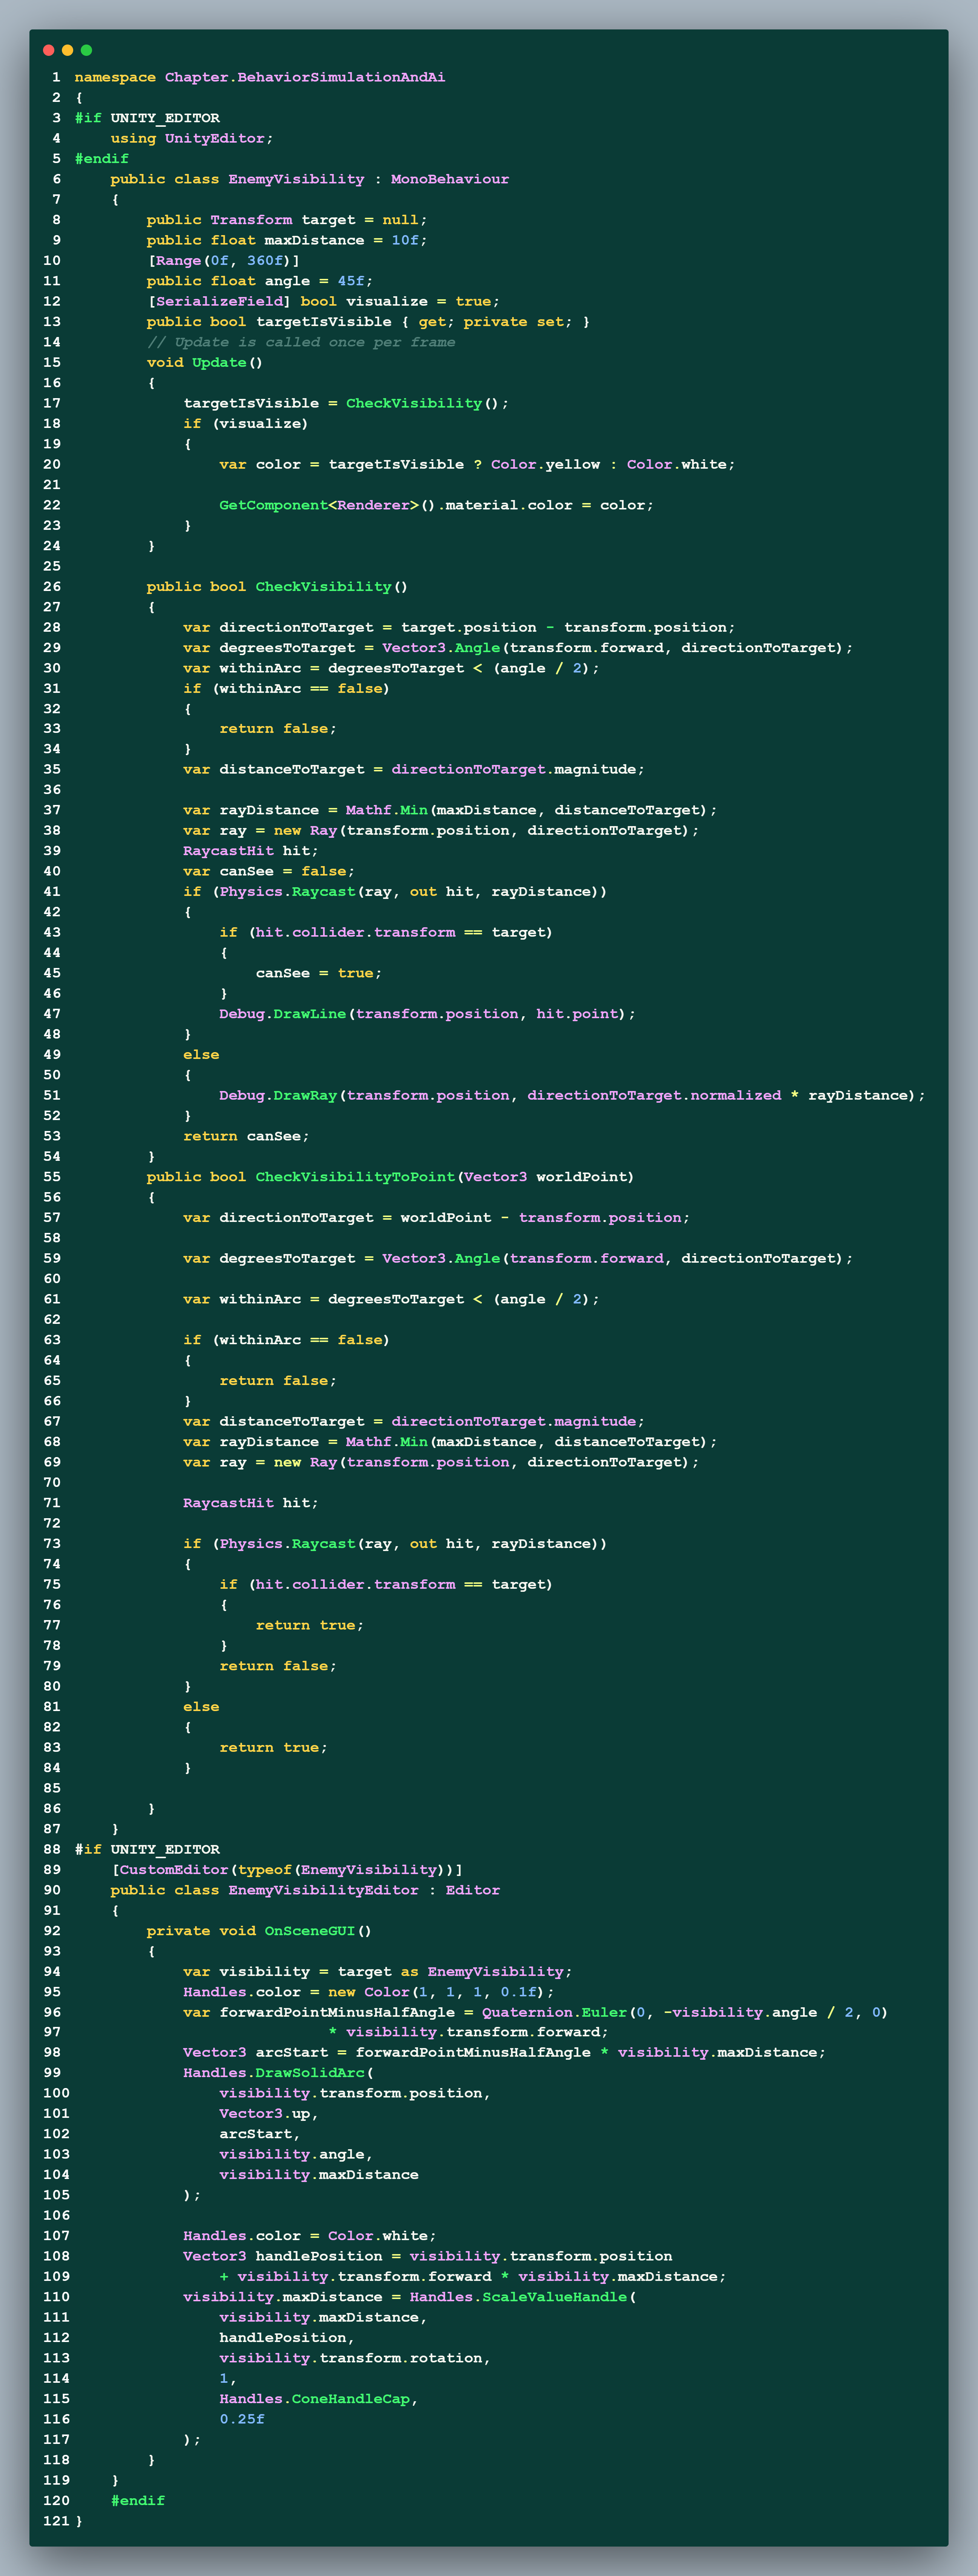 1 namespace Chapter.BehaviorSimulationAndAi
2 {
3 #if UNITY_EDITOR
4     using UnityEditor;
5 #endif
6     public class EnemyVisibility : MonoBehaviour
7     {
8         public Transform target = null;
9         public float maxDistance = 10f;
10         [Range(0f, 360f)]
11         public float angle = 45f;
12         [SerializeField] bool visualize = true;
13         public bool targetIsVisible { get; private set; }
14         // Update is called once per frame
15         void Update()
16         {
17             targetIsVisible = CheckVisibility();
18             if (visualize)
19             {
20                 var color = targetIsVisible ? Color.yellow : Color.white;
21
22                 GetComponent<Renderer>().material.color = color;
23             }
24         }
25
26         public bool CheckVisibility()
27         {
28             var directionToTarget = target.position - transform.position;
29             var degreesToTarget = Vector3.Angle(transform.forward, directionToTarget);
30             var withinArc = degreesToTarget < (angle / 2);
31             if (withinArc == false)
32             {
33                 return false;
34             }
35             var distanceToTarget = directionToTarget.magnitude;
36
37             var rayDistance = Mathf.Min(maxDistance, distanceToTarget);
38             var ray = new Ray(transform.position, directionToTarget);
39             RaycastHit hit;
40             var canSee = false;
41             if (Physics.Raycast(ray, out hit, rayDistance))
42             {
43                 if (hit.collider.transform == target)
44                 {
45                     canSee = true;
46                 }
47                 Debug.DrawLine(transform.position, hit.point);
48             }
49             else
50             {
51                 Debug.DrawRay(transform.position, directionToTarget.normalized * rayDistance);
52             }
53             return canSee;
54         }
55         public bool CheckVisibilityToPoint(Vector3 worldPoint)
56         {
57             var directionToTarget = worldPoint - transform.position;
58
59             var degreesToTarget = Vector3.Angle(transform.forward, directionToTarget);
60
61             var withinArc = degreesToTarget < (angle / 2);
62
63             if (withinArc == false)
64             {
65                 return false;
66             }
67             var distanceToTarget = directionToTarget.magnitude;
68             var rayDistance = Mathf.Min(maxDistance, distanceToTarget);
69             var ray = new Ray(transform.position, directionToTarget);
70
71             RaycastHit hit;
72
73             if (Physics.Raycast(ray, out hit, rayDistance))
74             {
75                 if (hit.collider.transform == target)
76                 {
77                     return true;
78                 }
79                 return false;
80             }
81             else
82             {
83                 return true;
84             }
85
86         }
87     }
88 #if UNITY_EDITOR
89     [CustomEditor(typeof(EnemyVisibility))]
90     public class EnemyVisibilityEditor : Editor
91     {
92         private void OnSceneGUI()
93         {
94             var visibility = target as EnemyVisibility;
95             Handles.color = new Color(1, 1, 1, 0.1f);
96             var forwardPointMinusHalfAngle = Quaternion.Euler(0, -visibility.angle / 2, 0)
97                             * visibility.transform.forward;
98             Vector3 arcStart = forwardPointMinusHalfAngle * visibility.maxDistance;
99             Handles.DrawSolidArc(
100                 visibility.transform.position,
101                 Vector3.up,
102                 arcStart,
103                 visibility.angle,
104                 visibility.maxDistance
105             );
106
107             Handles.color = Color.white;
108             Vector3 handlePosition = visibility.transform.position
109                 + visibility.transform.forward * visibility.maxDistance;
110             visibility.maxDistance = Handles.ScaleValueHandle(
111                 visibility.maxDistance,
112                 handlePosition,
113                 visibility.transform.rotation,
114                 1,
115                 Handles.ConeHandleCap,
116                 0.25f
117             );
118         }
119     }
120     #endif
121 }